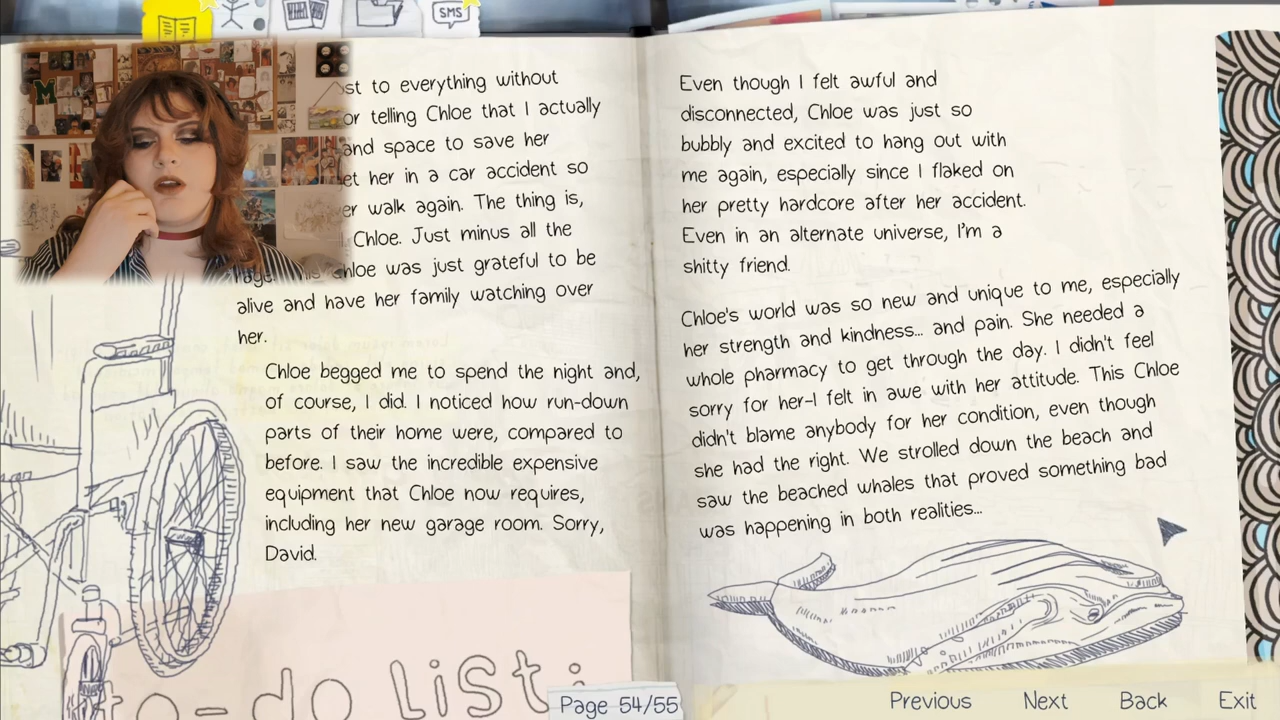 SMS
st to everything without
or telling Chloe that I actually
and space to save her
et her in a car accident so
er walk again. The thing is,
Chloe. Just minus all the
Chloe was just grateful to be
alive and have her family watching over
her.
Chloe begged me to spend the night and,
of course, I did. I noticed how run-down
parts of their home were, compared to
before. I saw the incredible expensive
equipment that Chloe now requires,
including her new garage room. Sorry,
David.
to-do list:
Even though I felt awful and
disconnected, Chloe was just so
bubbly and excited to hang out with
me again, especially since I flaked on
her pretty hardcore after her accident.
Even in an alternate universe, I'm a
shitty friend.
Chloe's world was so new and unique to me, especially
her strength and kindness... and pain. She needed a
whole pharmacy to get through the day. I didn't feel
sorry for her-I felt in awe with her attitude. This Chloe
didn't blame anybody for her condition, even though
she had the right. We strolled down the beach and
saw the beached whales that proved something bad
was happening in both realities...
Page 54/55
Previous Next Back Exit